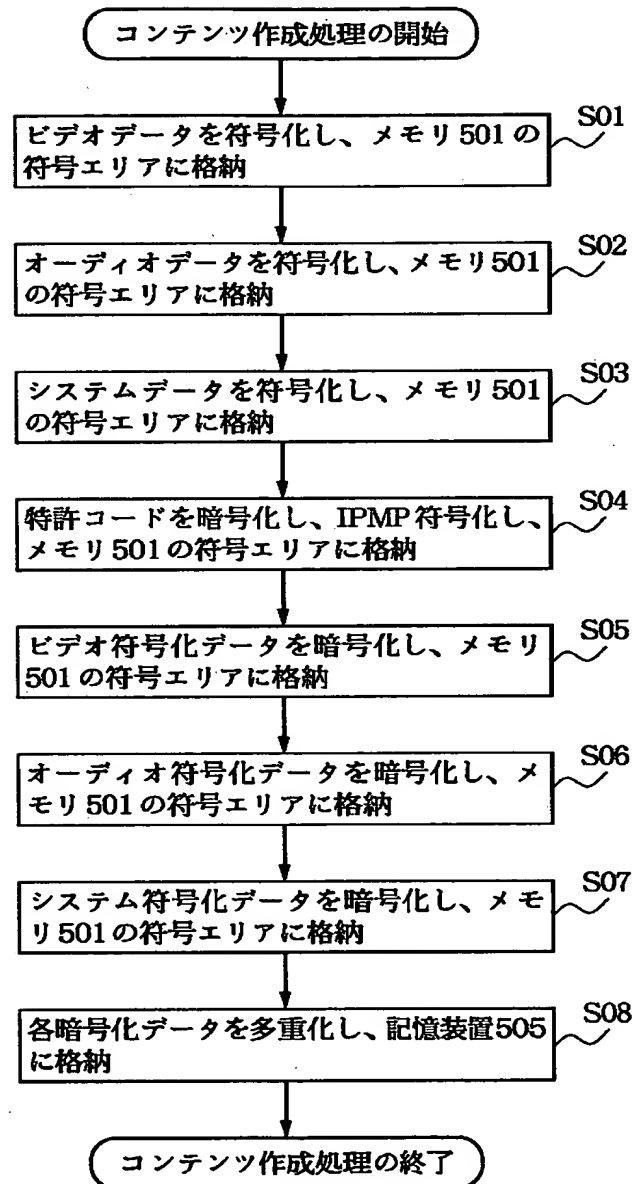 コンテンツ作成処理の開始
S01
ビデオデータを符号化し、メモリ501の
符号エリアに格納
S02
オーディオデータを符号化し、メモリ501
の符号エリアに格納
S03
システムデータを符号化し、メモリ501
の符号エリアに格納
S04
特許コードを暗号化し、IPMP符号化し、
メモリ501の符号エリアに格納
S05
ビデオ符号化データを暗号化し、メモリ
501の符号エリアに格納
S06
オーディオ符号化データを暗号化し、メ
モリ501の符号エリアに格納
S07
システム符号化データを暗号化し、メモ
リ501の符号エリアに格納
S08
各暗号化データを多重化し、記憶装置505
に格納
コンテンツ作成処理の終了